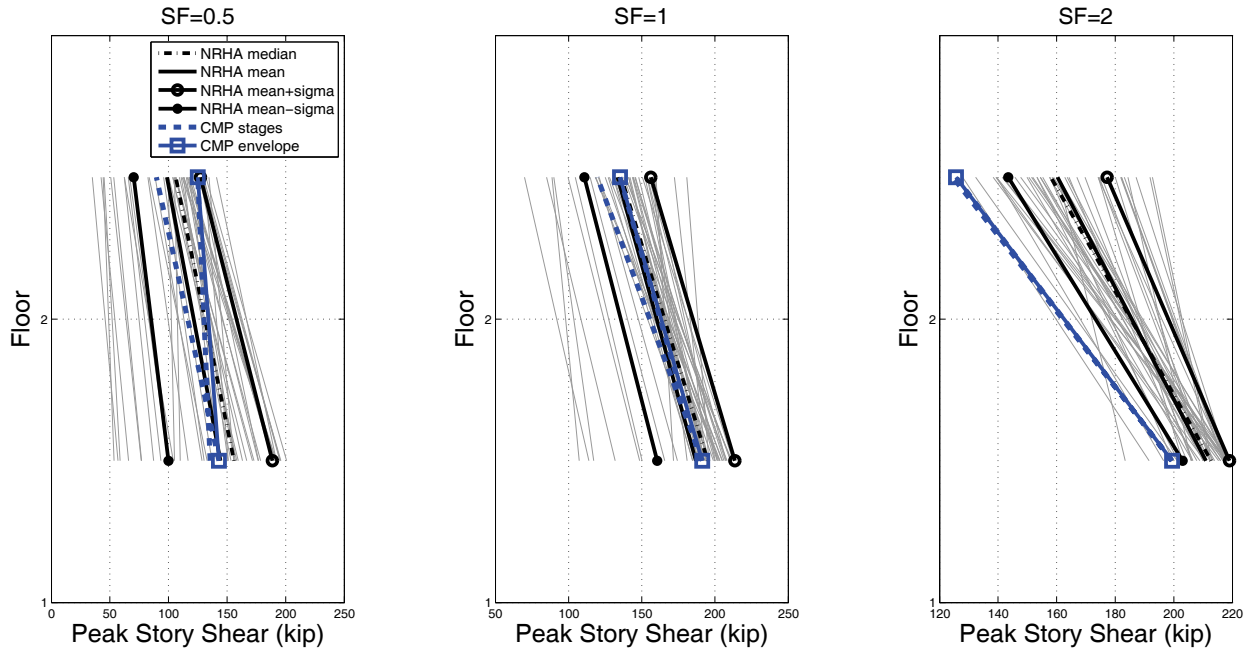 SF=0.5
SF=1
SF=2
NRHA median
NRHA mean
NRHA mean+sigma
NRHA mean−sigma
CMP stages
CMP envelope
Floor
2
1
0
50
100
150
200
250
Peak Story Shear (kip)
Floor
2
1
50
100
150
200
250
Peak Story Shear (kip)
Floor
2
1
120
140
160
180
200
220
Peak Story Shear (kip)